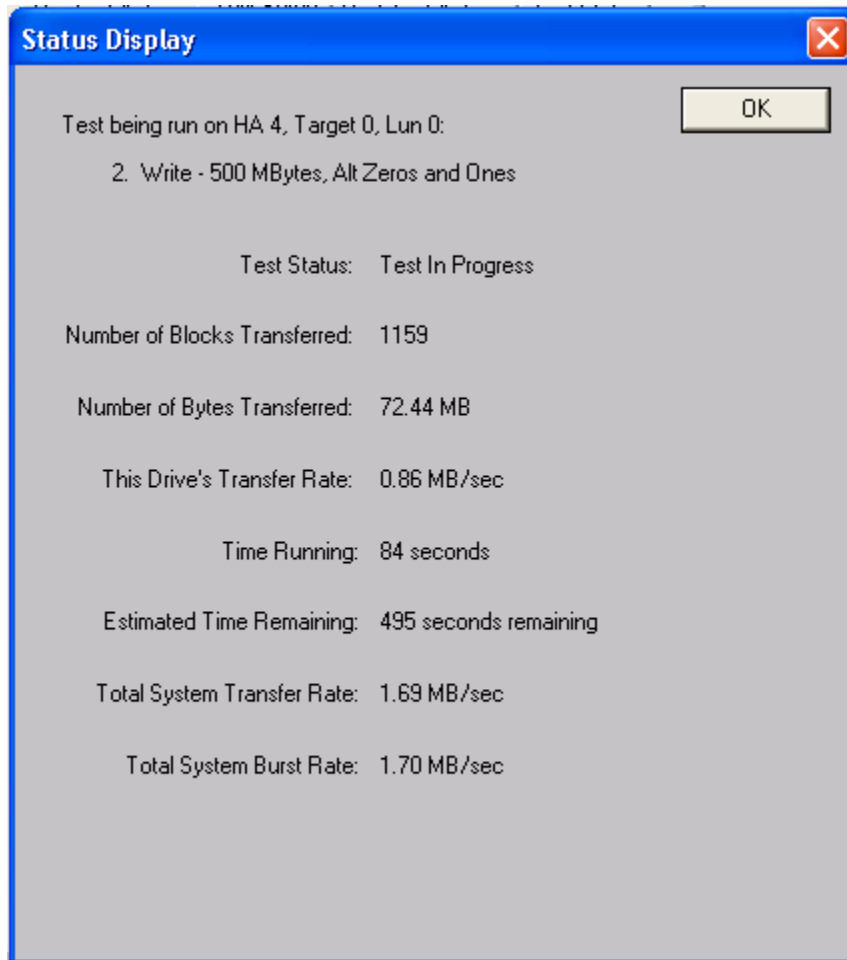 Status Display
OK
Test being run on HA 4, Target 0, Lun 0:
2. Write - 500 MBytes, Alt Zeros and Ones
Test Status: Test In Progress
Number of Blocks Transferred: 1159
Number of Bytes Transferred: 72.44 MB
This Drive's Transfer Rate: 0.86 MB/sec
Time Running: 84 seconds
Estimated Time Remaining: 495 seconds remaining
Total System Transfer Rate: 1.69 MB/sec
Total System Burst Rate: 1.70 MB/sec